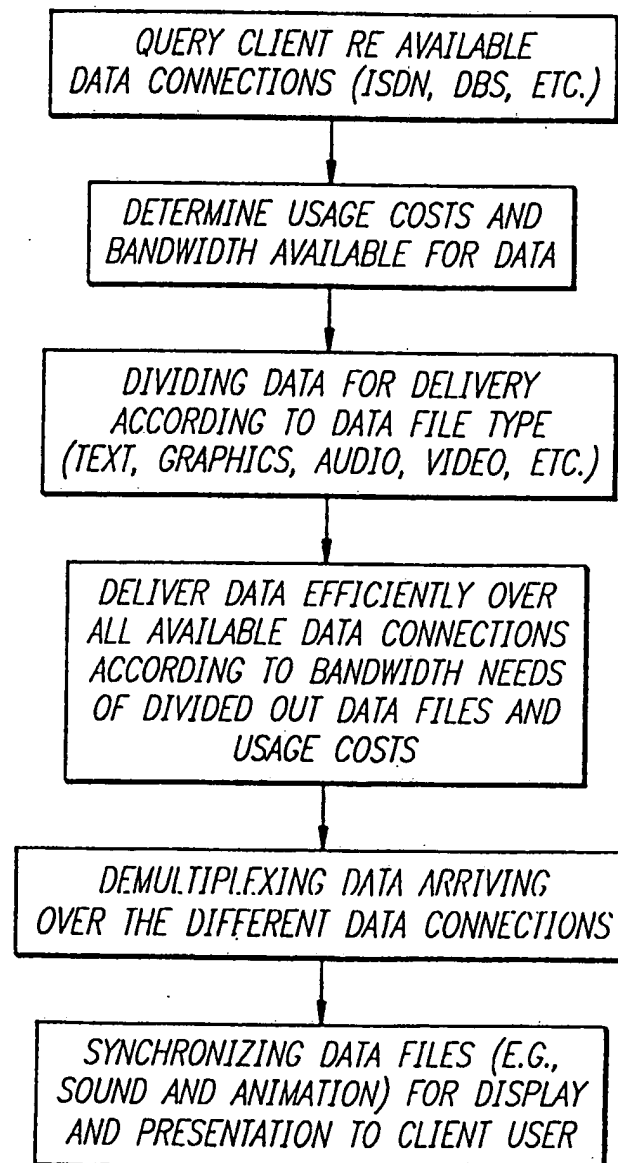 QUERY CLIENT RE AVAILABLE
DATA CONNECTIONS (ISDN, DBS, ETC.)
DETERMINE USAGE COSTS AND
BANDWIDTH AVAILABLE FOR DATA
DIVIDING DATA FOR DELIVERY
ACCORDING TO DATA FILE TYPE
(TEXT, GRAPHICS, AUDIO, VIDEO, ETC.)
DELIVER DATA EFFICIENTLY OVER
ALL AVAILABLE DATA CONNECTIONS
ACCORDING TO BANDWIDTH NEEDS
OF DIVIDED OUT DATA FILES AND
USAGE COSTS
DEMULTIPLEXING DATA ARRIVING
OVER THE DIFFERENT DATA CONNECTIONS
SYNCHRONIZING DATA FILES (E.G.,
SOUND AND ANIMATION) FOR DISPLAY
AND PRESENTATION TO CLIENT USER